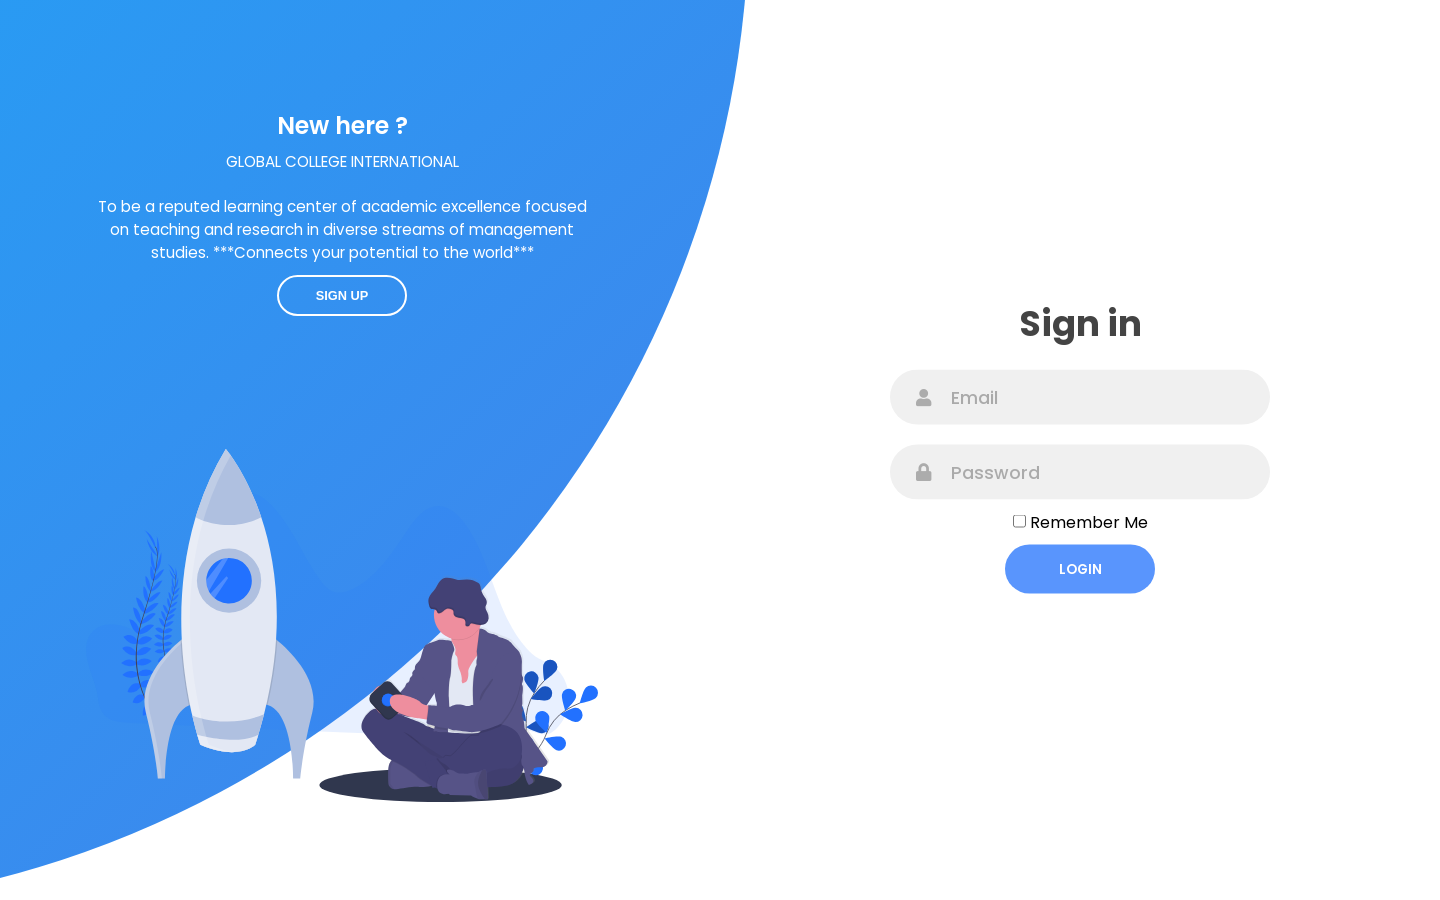 New here ?
GLOBAL COLLEGE INTERNATIONAL
To be a reputed learning center of academic excellence focused
on teaching and research in diverse streams of management
studies. ***Connects your potential to the world***
SIGN UP
Sign in
Email
Password
Remember Me
LOGIN